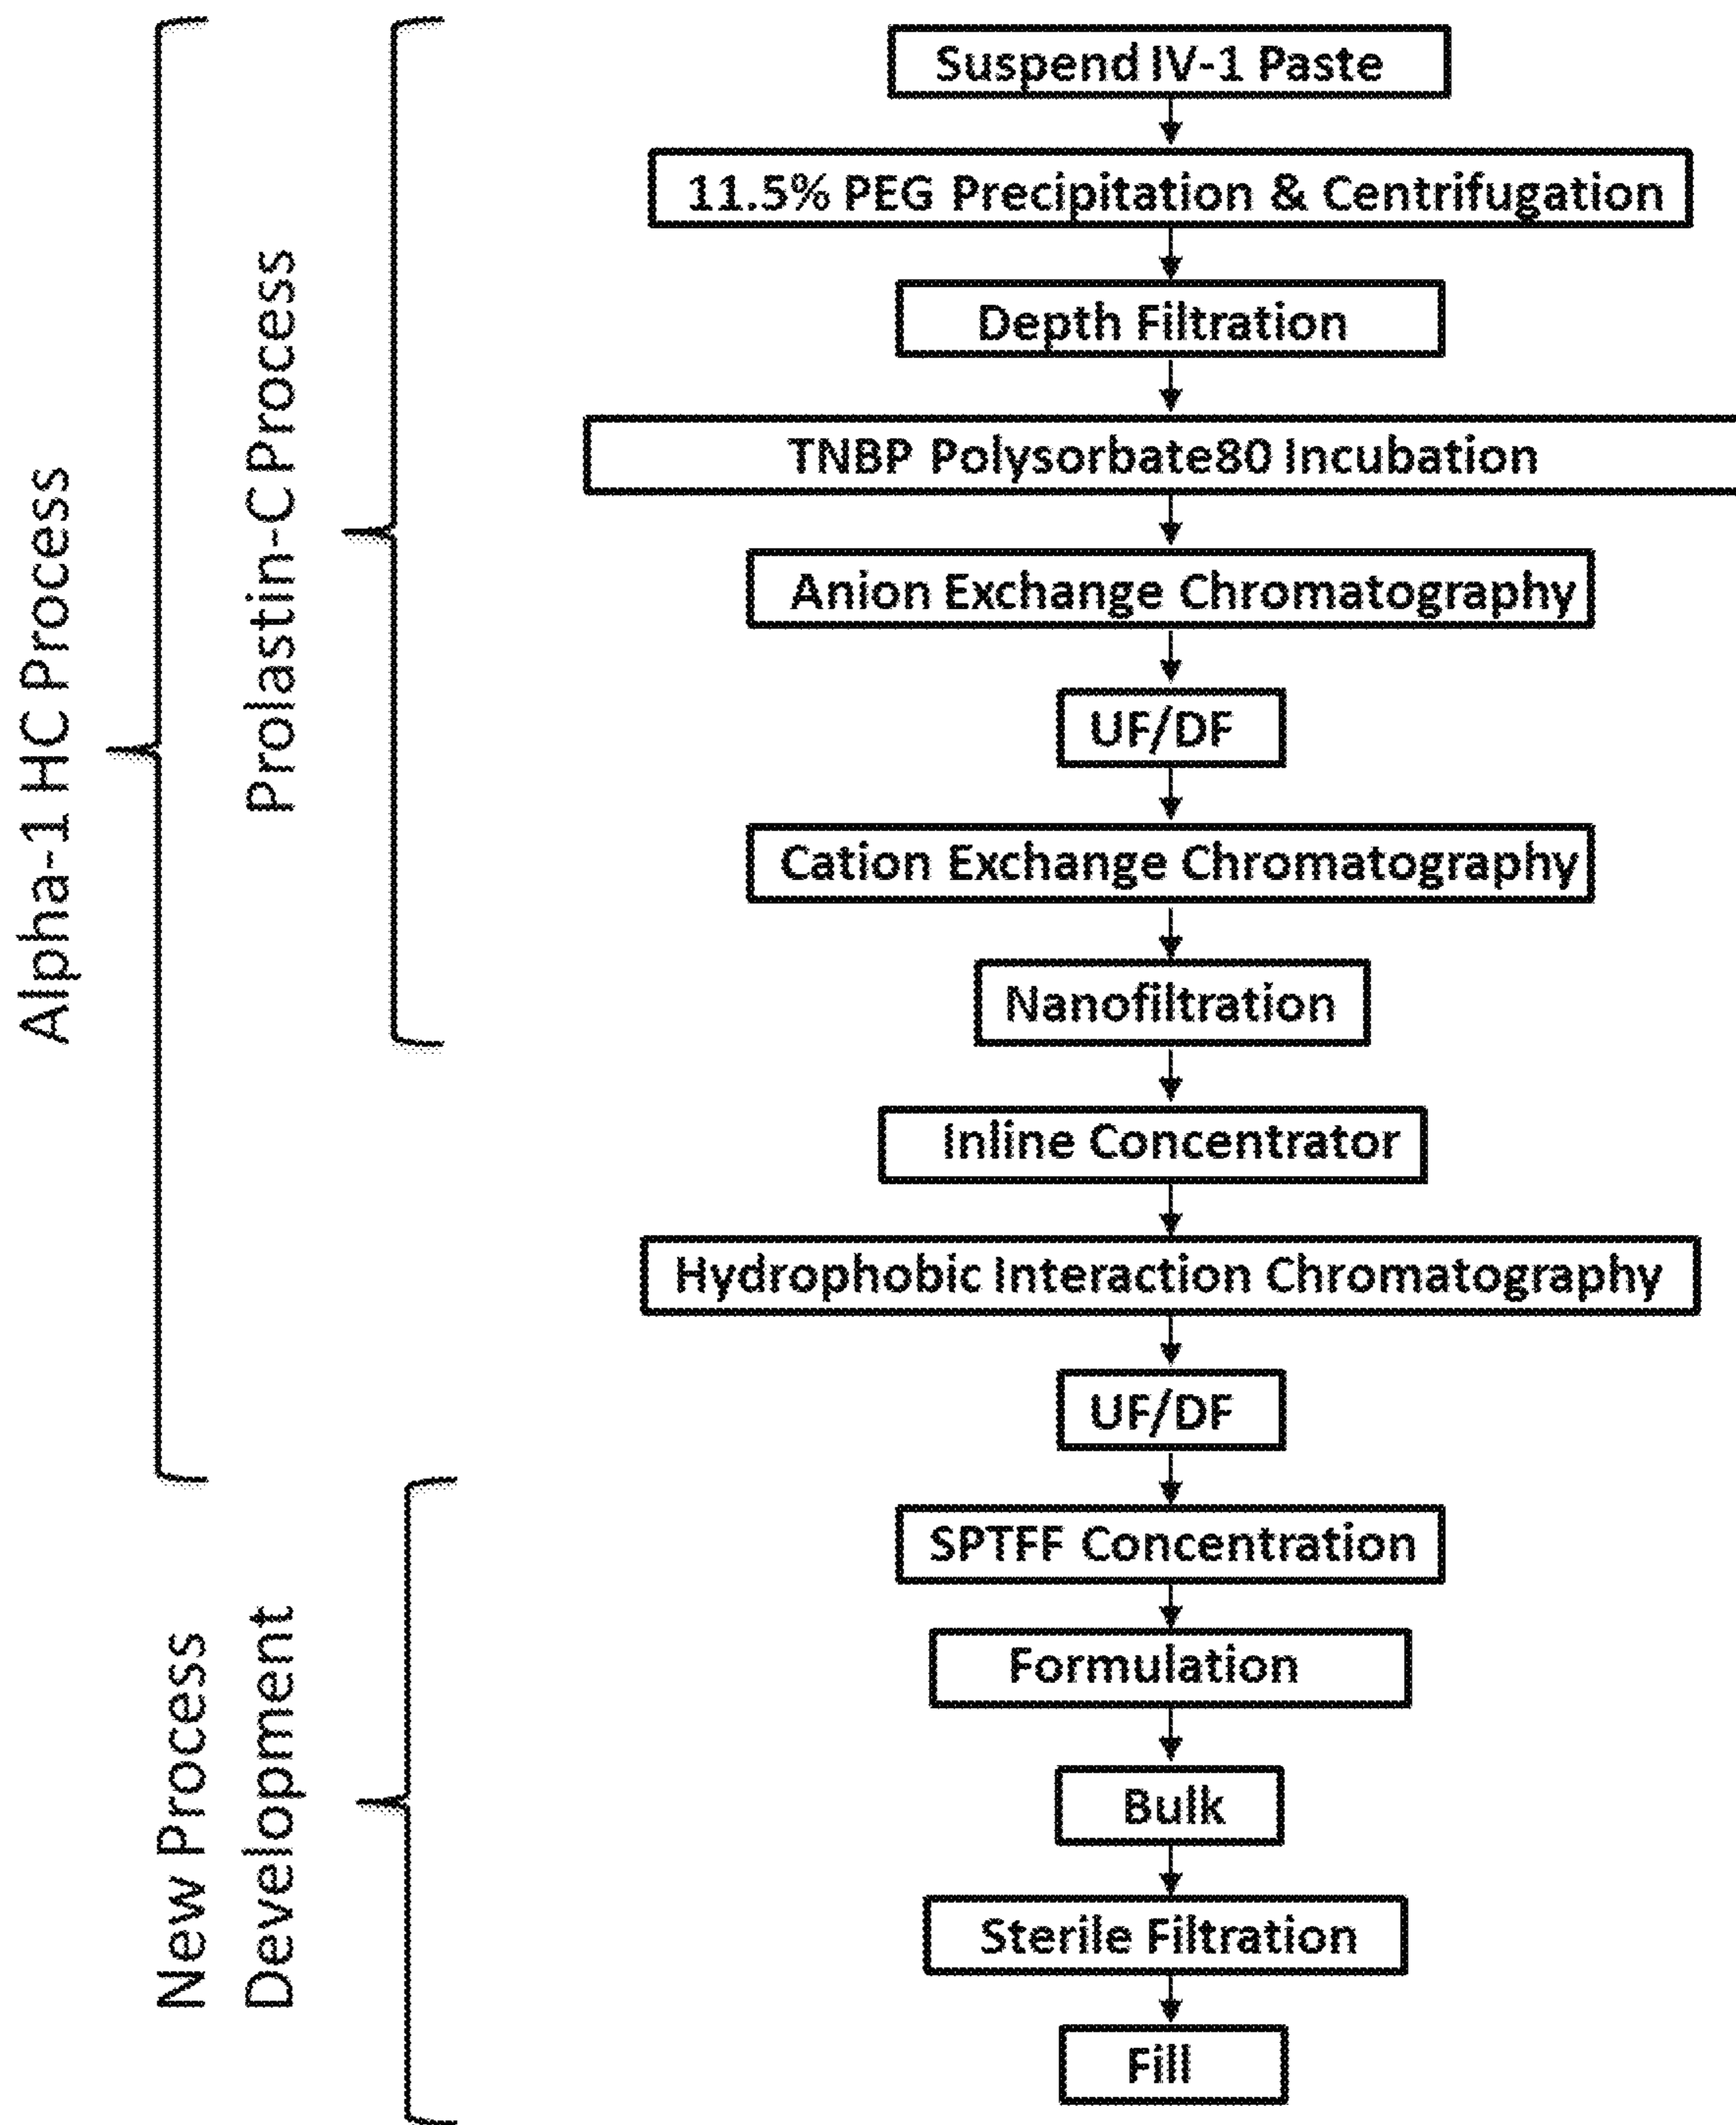 Alpha-1 HC Process
Prolastin-C Process
Suspend IV-1 Paste
11.5% PEG Precipitation & Centrifugation
Depth Filtration
TNBP Polysorbate80 Incubation
Anion Exchange Chromatography
UF/DF
Cation Exchange Chromatography
Nanofiltration
Inline Concentrator
Hydrophobic Interaction Chromatography
UF/DF
New Process
Development
SPTFF Concentration
Formulation
Bulk
Sterile Filtration
Fill